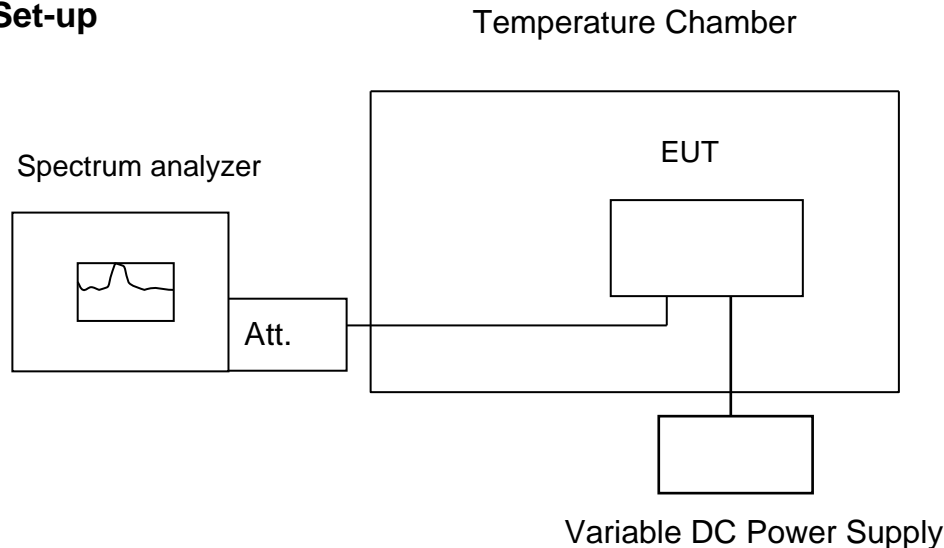 Set-up
Temperature Chamber
EUT
Spectrum analyzer
Att.
Variable DC Power Supply